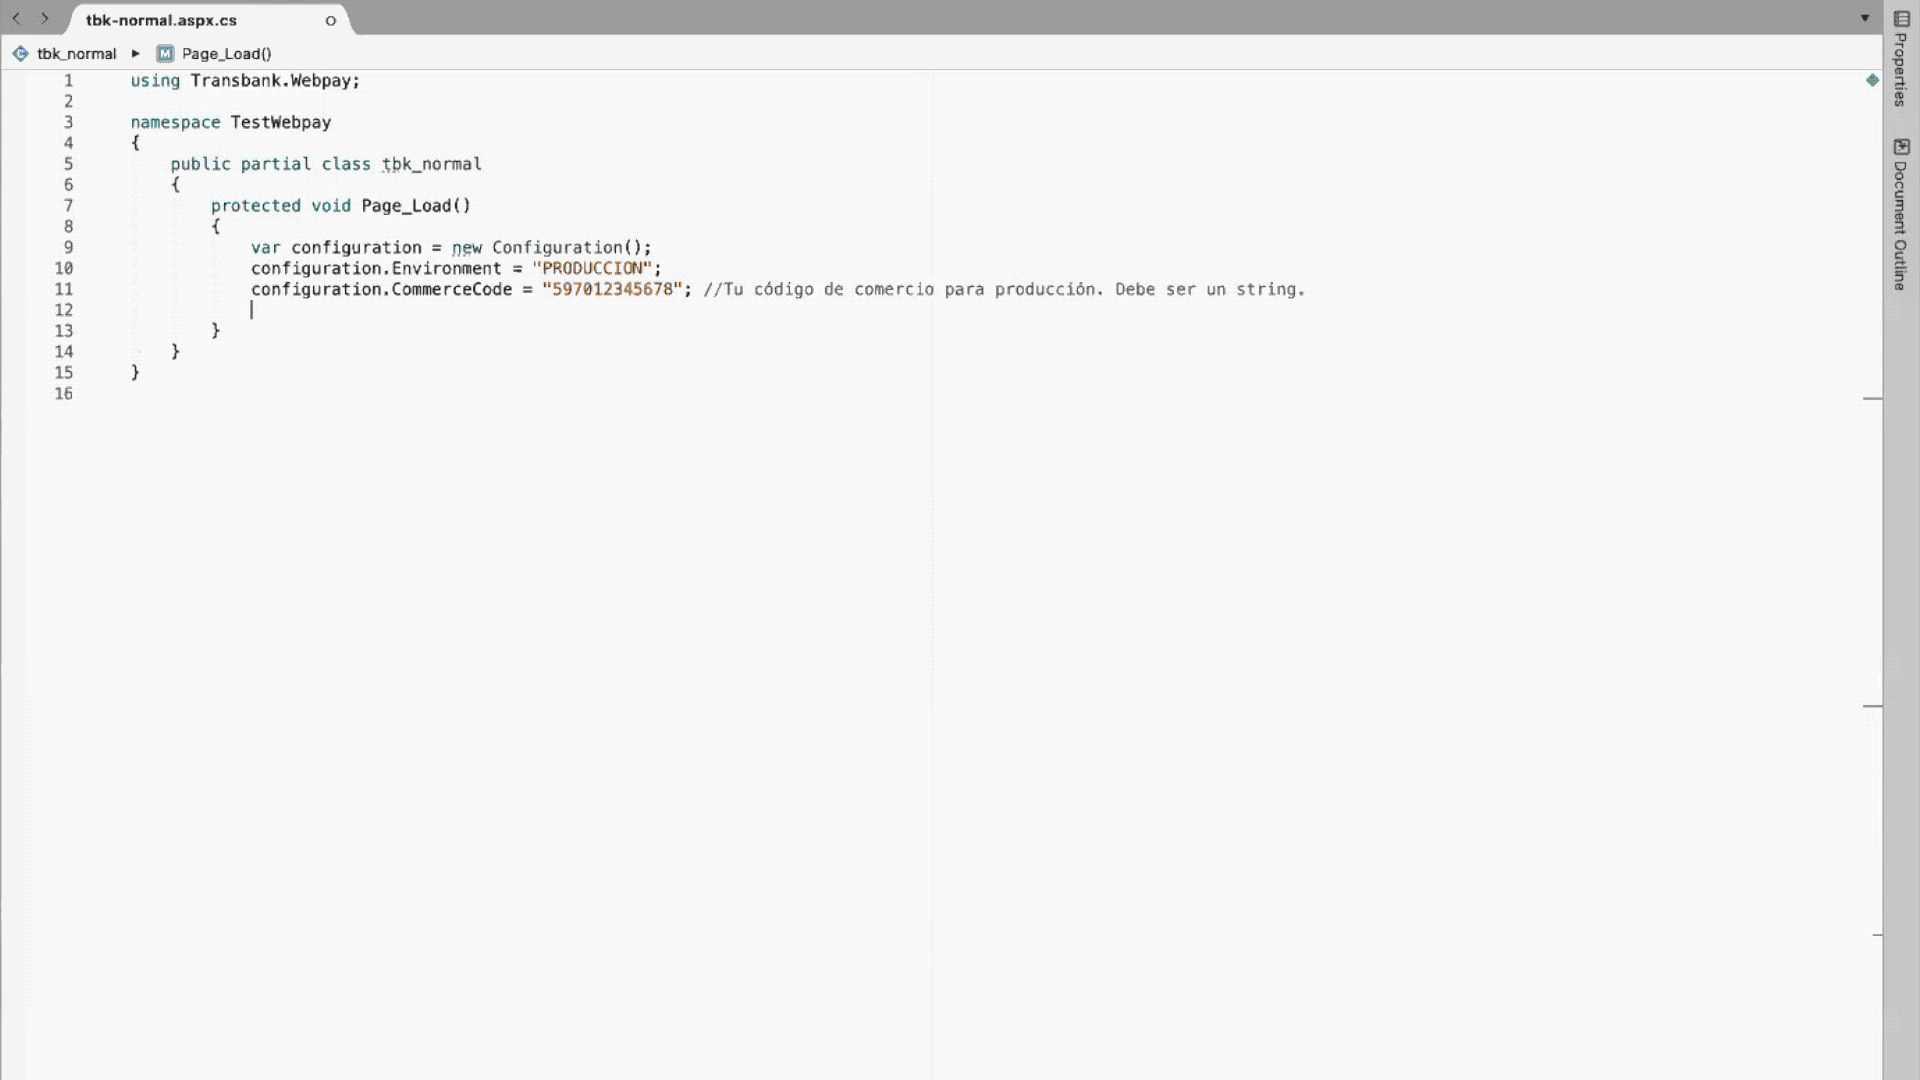 tbk-normal.aspx.cs
tbk_normal ▸ M Page_Load()
1 using Transbank.Webpay;
2
3 namespace TestWebpay
4 {
5 public partial class tbk_normal
6 {
7 protected void Page_Load()
8 {
9 var configuration = new Configuration();
10 configuration.Environment = "PRODUCCION";
11 configuration.CommerceCode = "597012345678"; //Tu código de comercio para producción. Debe ser un string.
12
13 }
14 }
15 }
16
Properties
Document Outline